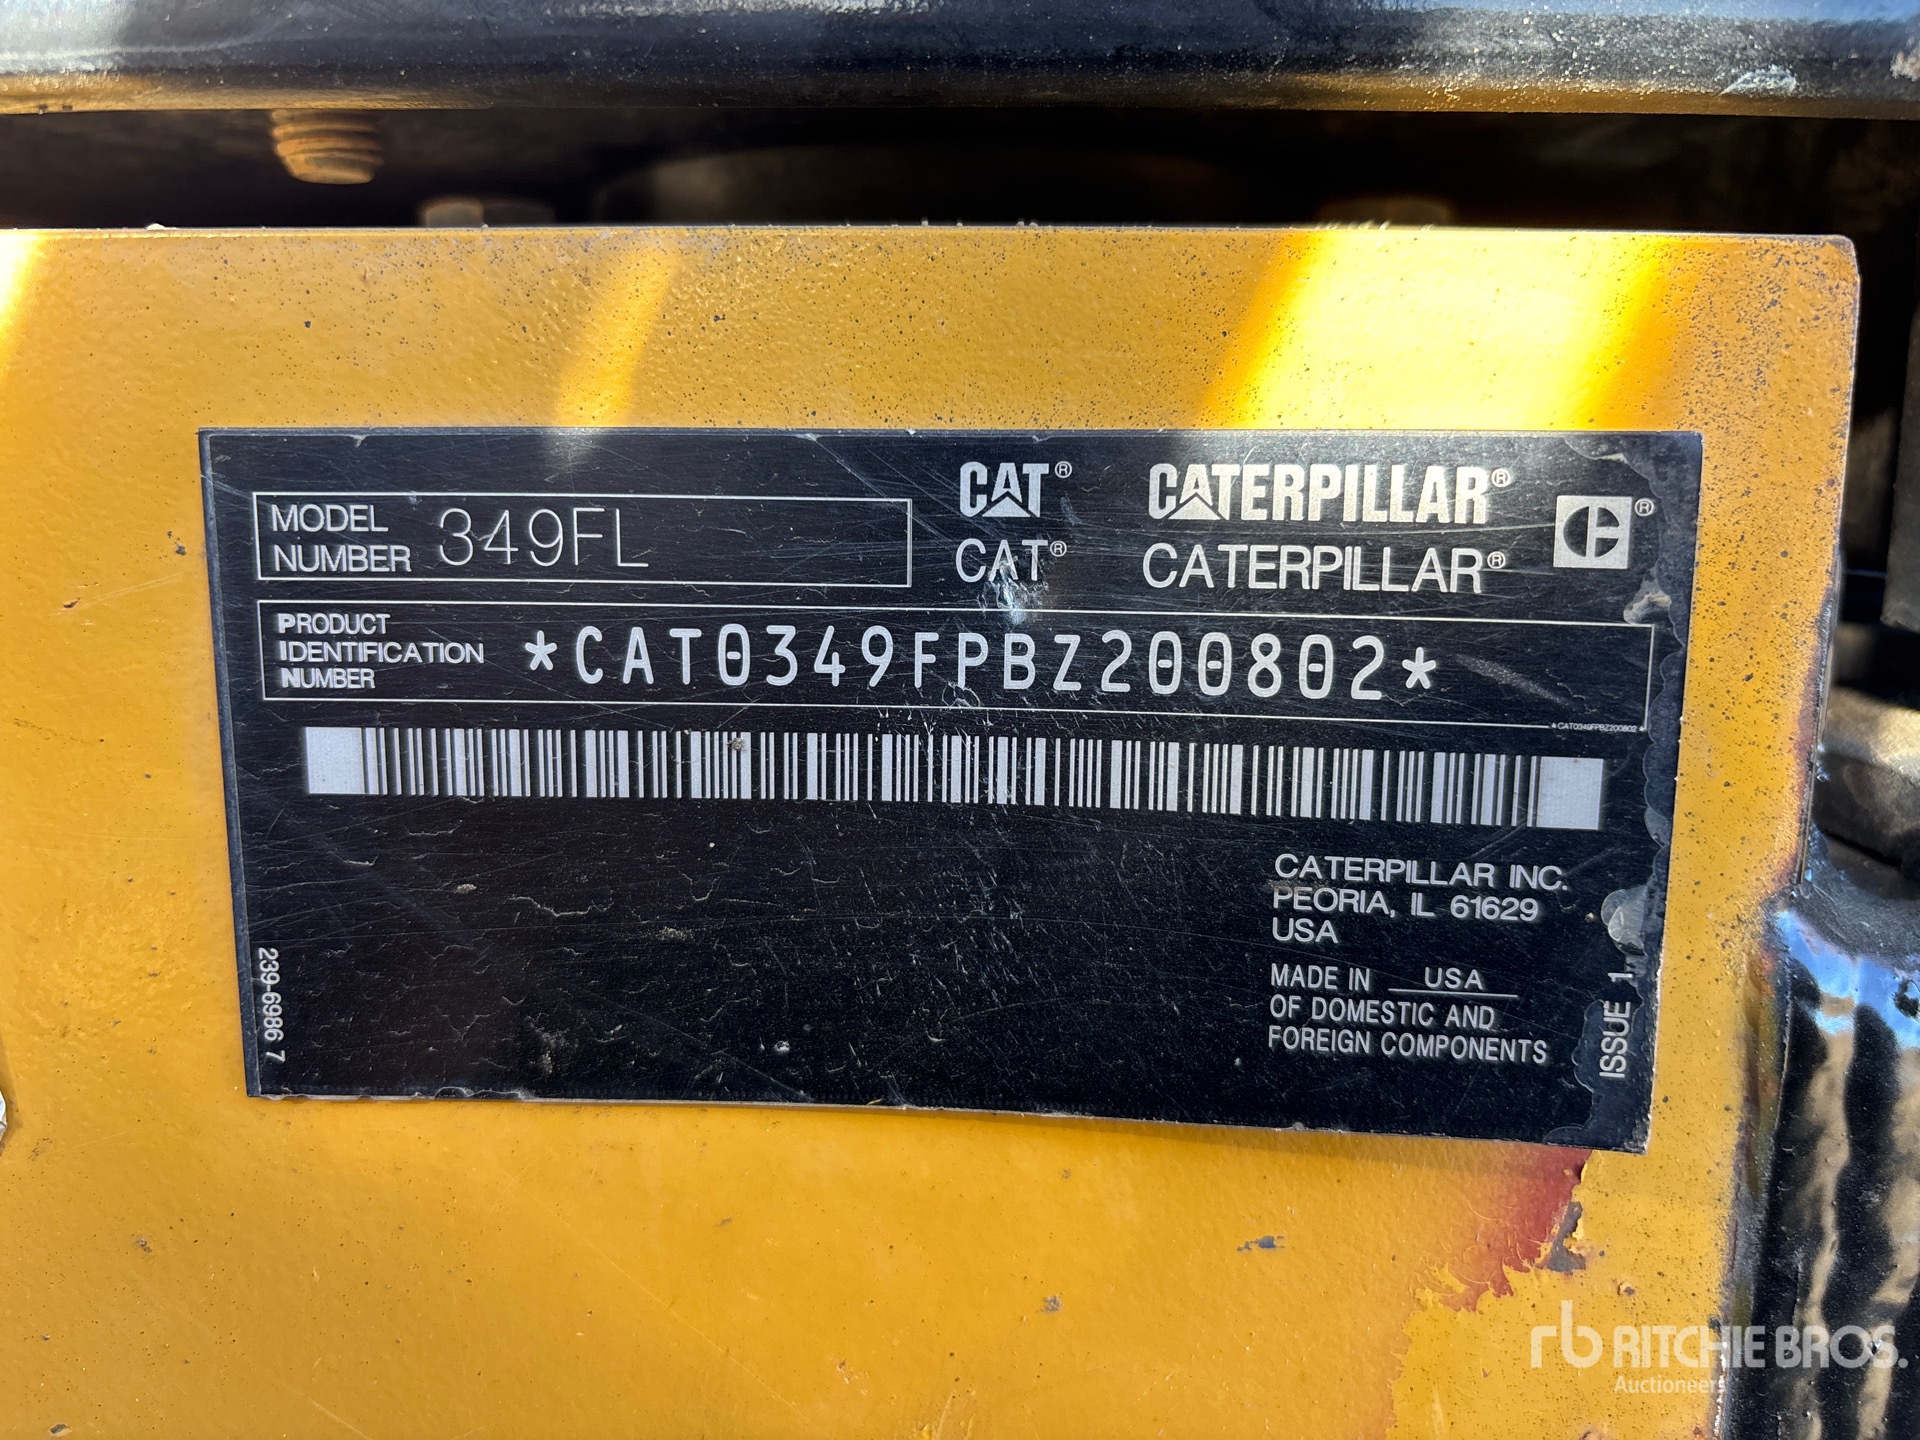 MODEL
NUMBER 349FL
CAT® CATERPILLAR®
CAT® CATERPILLAR®
C®
PRODUCT
IDENTIFICATION
NUMBER
*CAT0349FPBZ200802*
*CAT0349FPBZ200802*
CATERPILLAR INC.
PEORIA, IL 61629
USA
MADE IN USA
OF DOMESTIC AND
FOREIGN COMPONENTS
239-6986 7
ISSUE 1
rb RITCHIE BROS.
Auctioneers